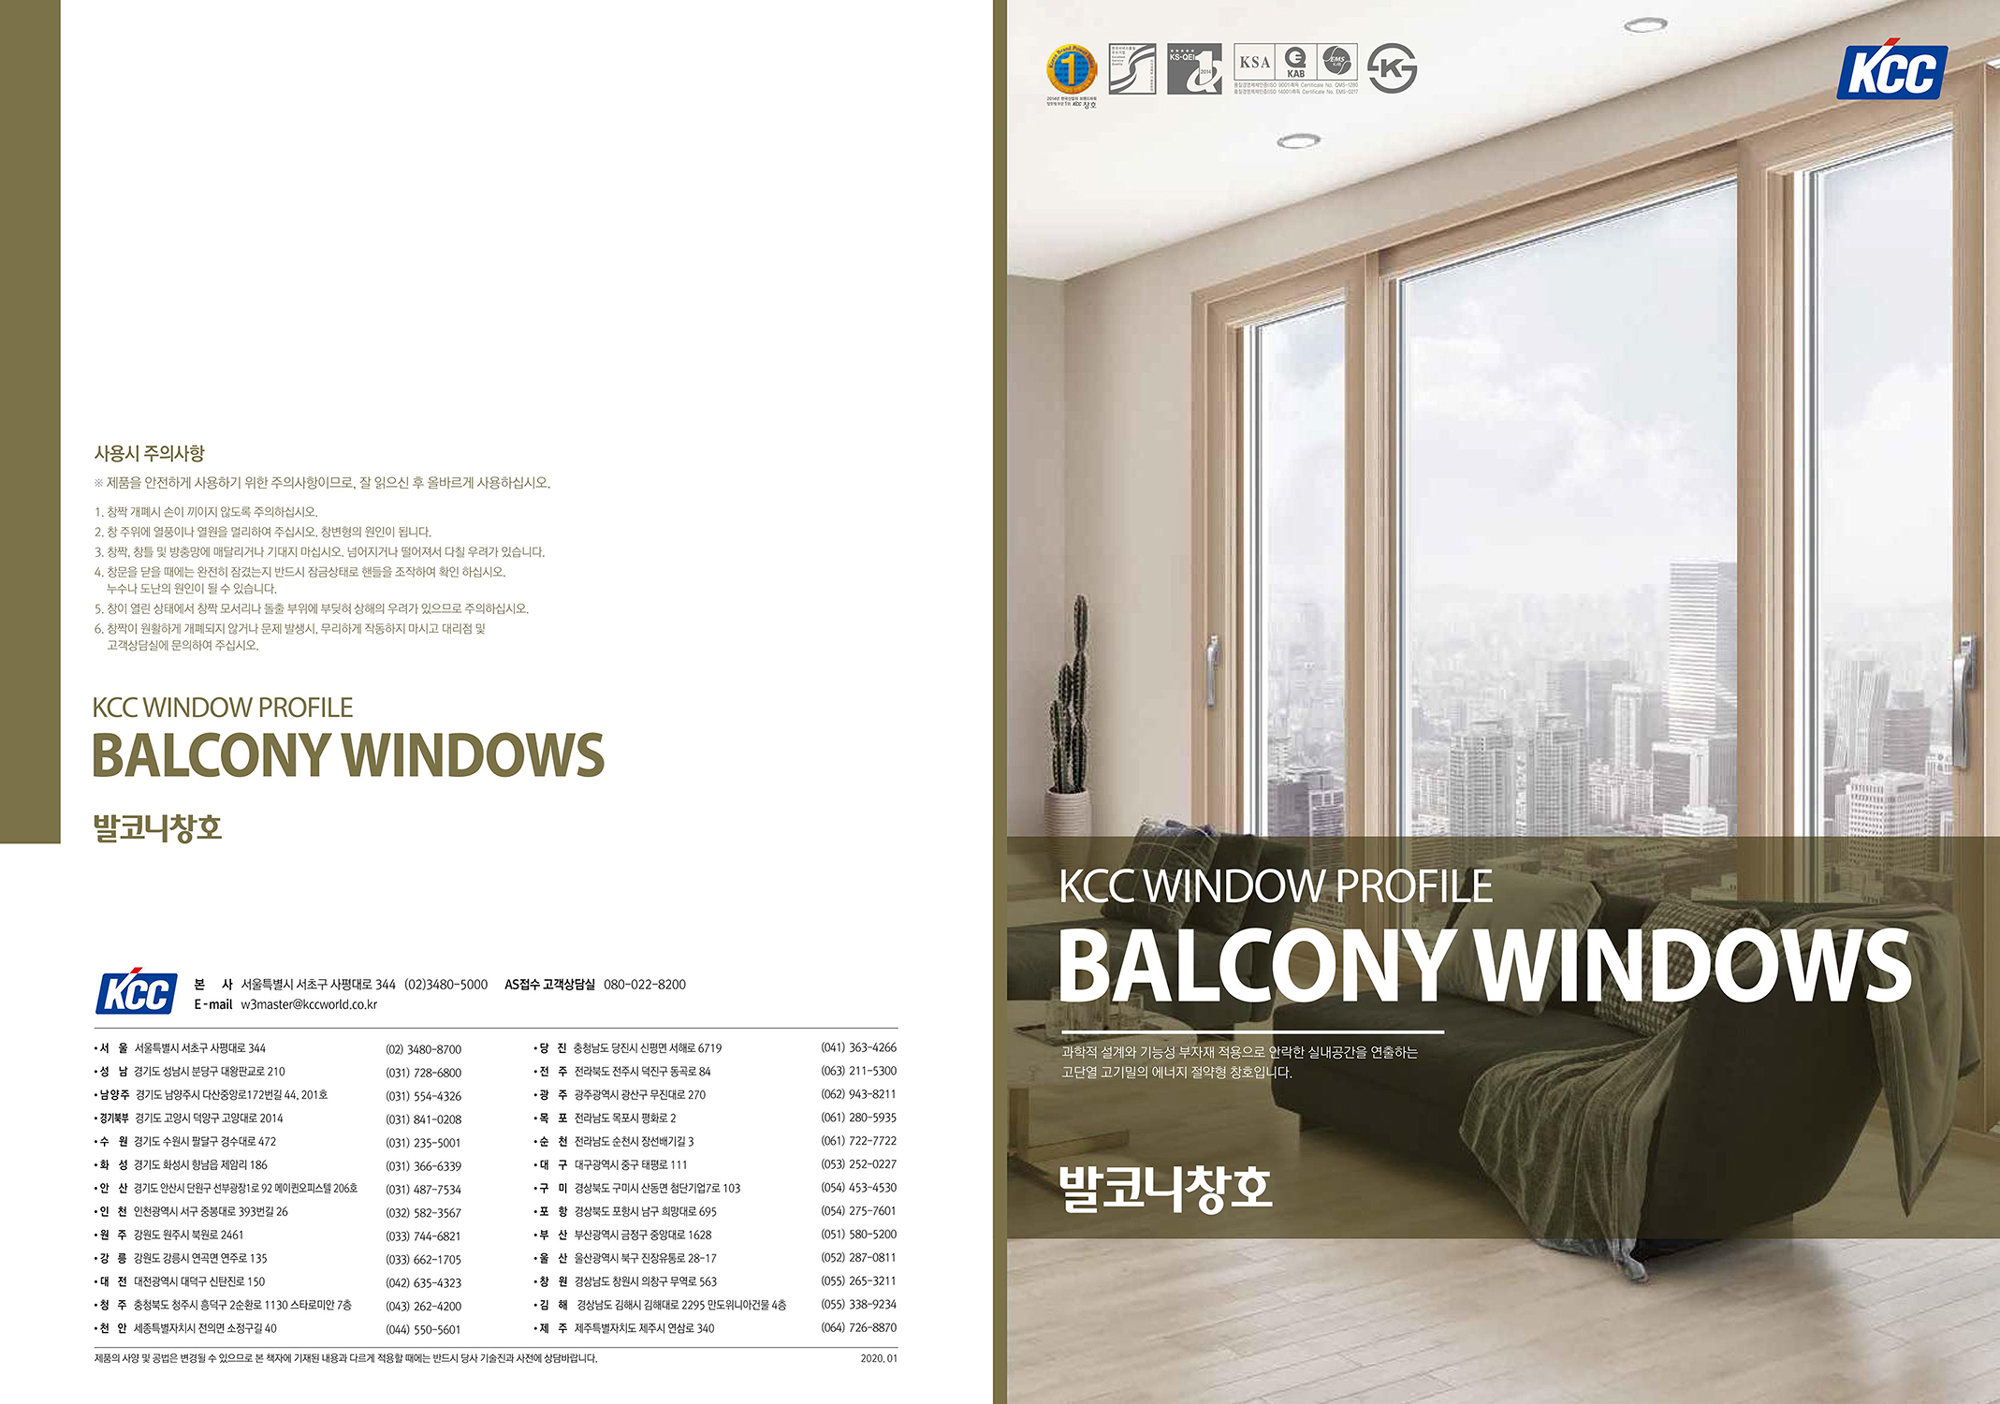 사용시 주의사항
※ 제품을 안전하게 사용하기 위한 주의사항이므로, 잘 읽으신 후 올바르게 사용하십시오.
1. 창짝 개폐시 손이 끼이지 않도록 주의하십시오.
2. 창 주위에 열풍이나 열원을 멀리하여 주십시오. 창변형의 원인이 됩니다.
3. 창짝, 창틀 및 방충망에 매달리거나 기대지 마십시오. 넘어지거나 떨어져서 다칠 우려가 있습니다.
4. 창문을 닫을 때에는 완전히 잠겼는지 반드시 잠금상태로 핸들을 조작하여 확인 하십시오.
누수나 도난의 원인이 될 수 있습니다.
5. 창이 열린 상태에서 창짝 모서리나 돌출 부위에 부딪혀 상해의 우려가 있으므로 주의하십시오.
6. 창짝이 원활하게 개폐되지 않거나 문제 발생시, 무리하게 작동하지 마시고 대리점 및
고객상담실에 문의하여 주십시오.
KCC WINDOW PROFILE
BALCONY WINDOWS
발코니창호
KCC
본 사 서울특별시 서초구 사평대로 344 (02)3480-5000 AS접수 고객상담실 080-022-8200
E-mail w3master@kccworld.co.kr
• 서 울 서울특별시 서초구 사평대로 344 (02) 3480-8700
• 성 남 경기도 성남시 분당구 대왕판교로 210 (031) 728-6800
• 남양주 경기도 남양주시 다산중앙로172번길 44, 201호 (031) 554-4326
• 경기북부 경기도 고양시 덕양구 고양대로 2014 (031) 841-0208
• 수 원 경기도 수원시 팔달구 경수대로 472 (031) 235-5001
• 화 성 경기도 화성시 향남읍 제암리 186 (031) 366-6339
• 안 산 경기도 안산시 단원구 선부광장1로 92 메이퀸오피스텔 206호 (031) 487-7534
• 인 천 인천광역시 서구 중봉대로 393번길 26 (032) 582-3567
• 원 주 강원도 원주시 북원로 2461 (033) 744-6821
• 강 릉 강원도 강릉시 연곡면 연주로 135 (033) 662-1705
• 대 전 대전광역시 대덕구 신탄진로 150 (042) 635-4323
• 청 주 충청북도 청주시 흥덕구 2순환로 1130 스타로미안 7층 (043) 262-4200
• 천 안 세종특별자치시 전의면 소정구길 40 (044) 550-5601
• 당 진 충청남도 당진시 신평면 서해로 6719 (041) 363-4266
• 전 주 전라북도 전주시 덕진구 동곡로 84 (063) 211-5300
• 광 주 광주광역시 광산구 무진대로 270 (062) 943-8211
• 목 포 전라남도 목포시 평화로 2 (061) 280-5935
• 순 천 전라남도 순천시 장선배기길 3 (061) 722-7722
• 대 구 대구광역시 중구 태평로 111 (053) 252-0227
• 구 미 경상북도 구미시 산동면 첨단기업7로 103 (054) 453-4530
• 포 항 경상북도 포항시 남구 희망대로 695 (054) 275-7601
• 부 산 부산광역시 금정구 중앙대로 1628 (051) 580-5200
• 울 산 울산광역시 북구 진장유통로 28-17 (052) 287-0811
• 창 원 경상남도 창원시 의창구 무역로 563 (055) 265-3211
• 김 해 경상남도 김해시 김해대로 2295 만도위니아건물 4층 (055) 338-9234
• 제 주 제주특별자치도 제주시 연삼로 340 (064) 726-8870
제품의 사양 및 공법은 변경될 수 있으므로 본 책자에 기재된 내용과 다르게 적용할 때에는 반드시 당사 기술진과 사전에 상담바랍니다. 2020. 01
1
KS-QEI
2014
KSA
KAB
EMS
KCC
KCC WINDOW PROFILE
BALCONY WINDOWS
과학적 설계와 기능성 부자재 적용으로 안락한 실내공간을 연출하는
고단열 고기밀의 에너지 절약형 창호입니다.
발코니창호